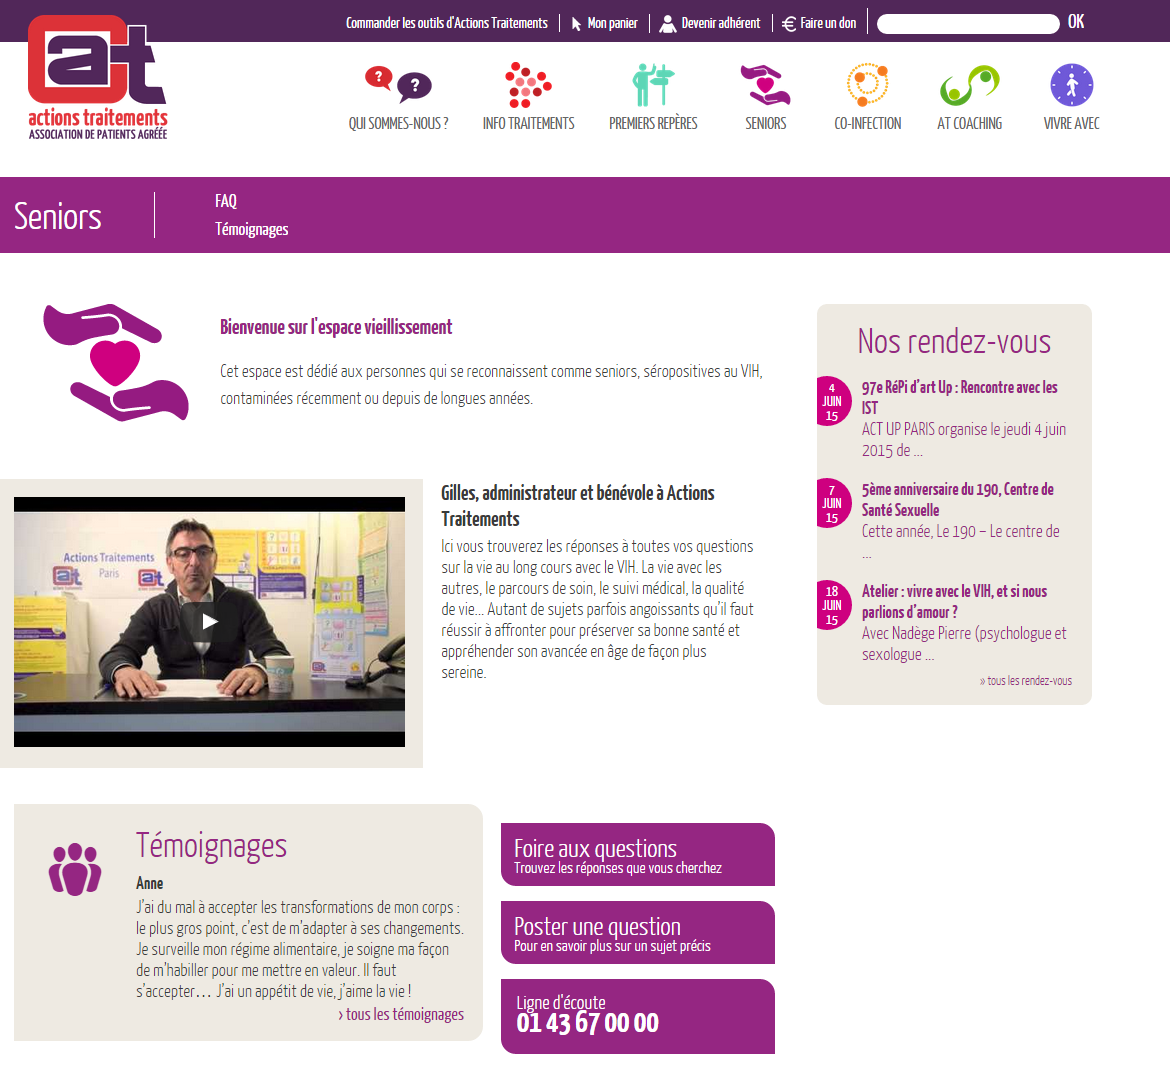 Commander les outils d'Actions Traitements
Mon panier
Devenir adhérent
Faire un don
OK
at
actions traitements
ASSOCIATION DE PATIENTS AGRÉÉE
QUI SOMMES-NOUS ?
INFO TRAITEMENTS
PREMIERS REPÈRES
SENIORS
CO-INFECTION
AT COACHING
VIVRE AVEC
Seniors
FAQ
Témoignages
Bienvenue sur l'espace vieillissement
Cet espace est dédié aux personnes qui se reconnaissent comme seniors, séropositives au VIH,
contaminées récemment ou depuis de longues années.
Actions Traitements
Paris
at
at
Gilles, administrateur et bénévole à Actions
Traitements
Ici vous trouverez les réponses à toutes vos questions
sur la vie au long cours avec le VIH. La vie avec les
autres, le parcours de soin, le suivi médical, la qualité
de vie... Autant de sujets parfois angoissants qu'il faut
réussir à affronter pour préserver sa bonne santé et
appréhender son avancée en âge de façon plus
sereine.
Nos rendez-vous
4
JUIN
15
97e RéPi d'art Up : Rencontre avec les
IST
ACT UP PARIS organise le jeudi 4 juin
2015 de ...
7
JUIN
15
5ème anniversaire du 190, Centre de
Santé Sexuelle
Cette année, Le 190 – Le centre de
...
18
JUIN
15
Atelier : vivre avec le VIH, et si nous
parlions d'amour ?
Avec Nadège Pierre (psychologue et
sexologue ...
» tous les rendez-vous
Témoignages
Anne
J'ai du mal à accepter les transformations de mon corps :
le plus gros point, c'est de m'adapter à ses changements.
Je surveille mon régime alimentaire, je soigne ma façon
de m'habiller pour me mettre en valeur. Il faut
s'accepter... J'ai un appétit de vie, j'aime la vie !
› tous les témoignages
Foire aux questions
Trouvez les réponses que vous cherchez
Poster une question
Pour en savoir plus sur un sujet précis
Ligne d'écoute
01 43 67 00 00